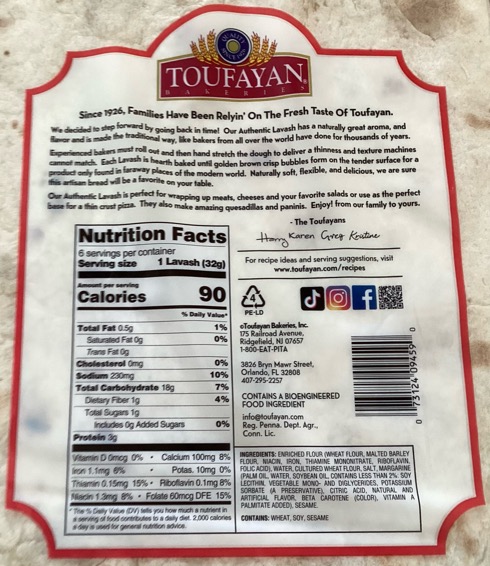 QUALITY
TOUFAYAN®
BAKERIES
Since 1926, Families Have Been Relyin' On The Fresh Taste Of Toufayan.
We decided to step forward by going back in time! Our Authentic Lavash has a naturally great aroma, and
flavor and is made the traditional way, like bakers from all over the world have done for thousands of years.
Experienced bakers must roll out and then hand stretch the dough to deliver a thinness and texture machines
cannot match. Each Lavash is hearth baked until golden brown crisp bubbles form on the tender surface for a
product only found in faraway places of the modern world. Naturally soft, flexible, and delicious, we are sure
this artisan bread will be a favorite on your table.
Our Authentic Lavash is perfect for wrapping up meats, cheeses and your favorite salads or use as the perfect
base for a thin crust pizza. They also make amazing quesadillas and paninis. Enjoy! from our family to yours.
- The Toufayans
Harry Karen Greg Kristine
For recipe ideas and serving suggestions, visit
www.toufayan.com/recipes
Nutrition Facts
6 servings per container
Serving size 1 Lavash (32g)
Amount per serving
Calories 90
% Daily Value*
Total Fat 0.5g 1%
Saturated Fat 0g 0%
Trans Fat 0g
Cholesterol 0mg 0%
Sodium 230mg 10%
Total Carbohydrate 18g 7%
Dietary Fiber 1g 4%
Total Sugars 1g
Includes 0g Added Sugars 0%
Protein 3g
Vitamin D 0mcg 0% • Calcium 100mg 8%
Iron 1.1mg 6% • Potas. 10mg 0%
Thiamin 0.15mg 15% • Riboflavin 0.1mg 8%
Niacin 1.3mg 8% • Folate 60mcg DFE 15%
* The % Daily Value (DV) tells you how much a nutrient in
a serving of food contributes to a daily diet. 2,000 calories
a day is used for general nutrition advice.
4
PE-LD
©Toufayan Bakeries, Inc.
175 Railroad Avenue,
Ridgefield, NJ 07657
1-800-EAT-PITA
3826 Bryn Mawr Street,
Orlando, FL 32808
407-295-2257
CONTAINS A BIOENGINEERED
FOOD INGREDIENT
info@toufayan.com
Reg. Penna. Dept. Agr.,
Conn. Lic.
0 73124 09459 0
INGREDIENTS: ENRICHED FLOUR (WHEAT FLOUR, MALTED BARLEY
FLOUR, NIACIN, IRON, THIAMINE MONONITRATE, RIBOFLAVIN,
FOLIC ACID), WATER, CULTURED WHEAT FLOUR, SALT, MARGARINE
(PALM OIL, WATER, SOYBEAN OIL, CONTAINS LESS THAN 2%: SOY
LECITHIN, VEGETABLE MONO- AND DIGLYCERIDES, POTASSIUM
SORBATE (A PRESERVATIVE), CITRIC ACID, NATURAL AND
ARTIFICIAL FLAVOR, BETA CAROTENE (COLOR), VITAMIN A
PALMITATE ADDED), SESAME.
CONTAINS: WHEAT, SOY, SESAME